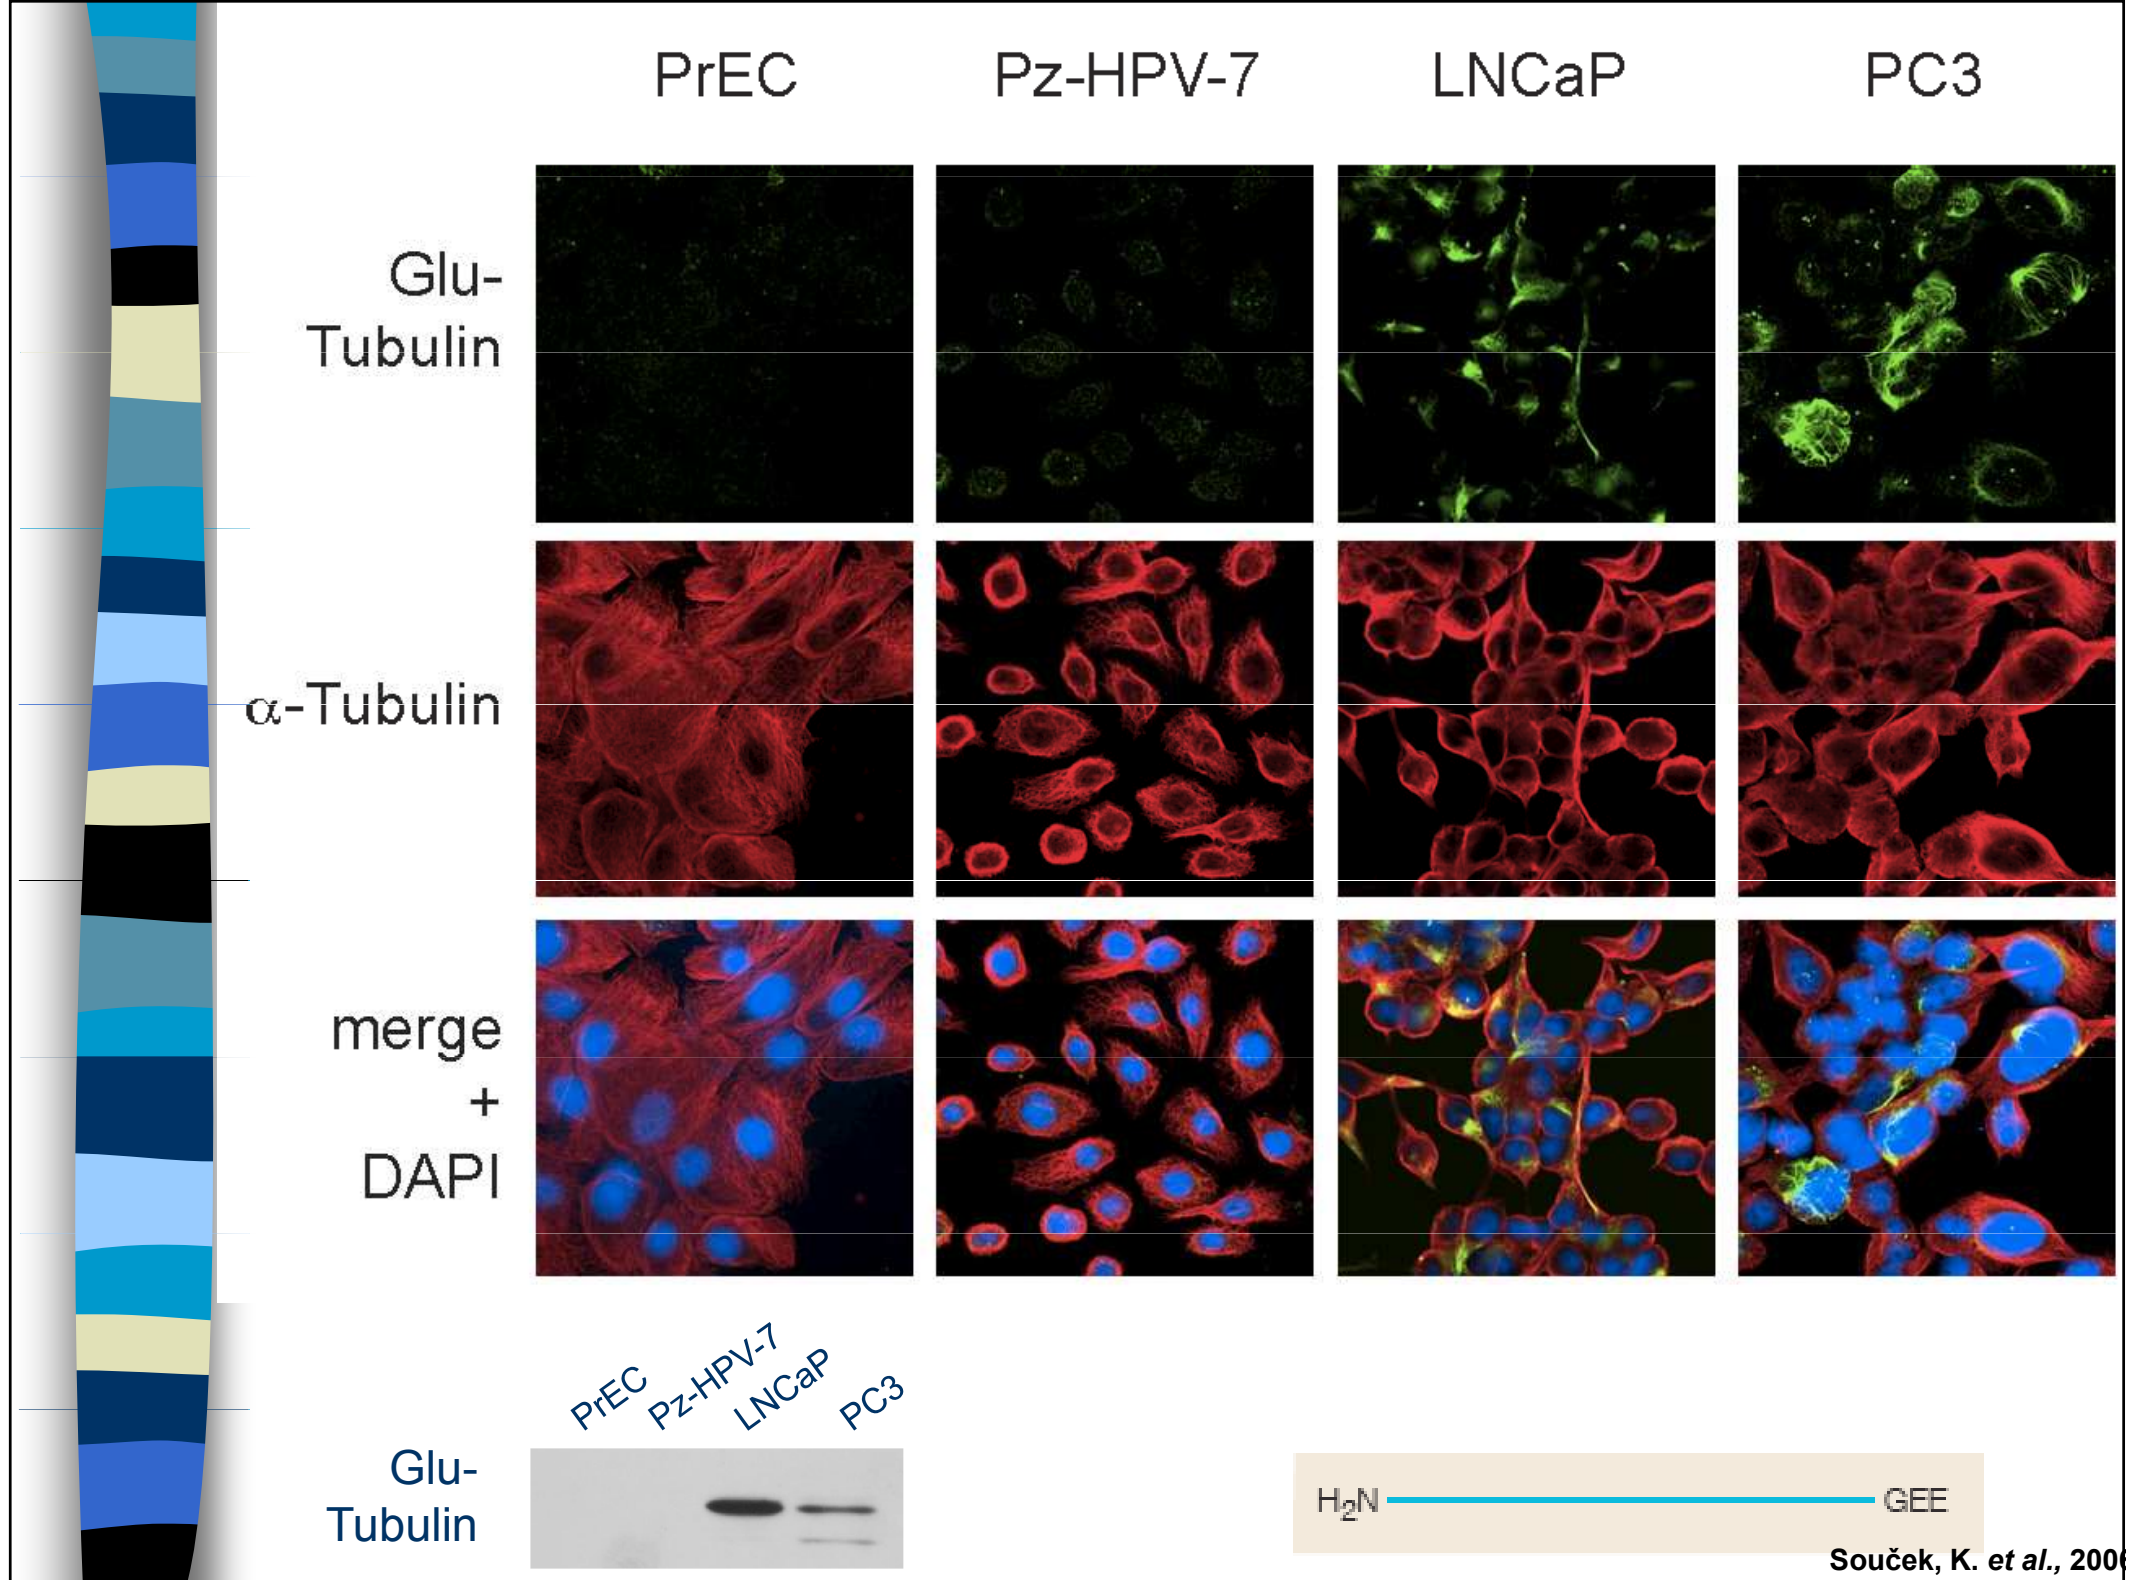 PrEC Pz-HPV-7 LNCaP PC3
Glu-
Tubulin
α-Tubulin
merge
+
DAPI
PrEC Pz-HPV-7 LNCaP PC3
Glu-
Tubulin
H₂N GEE
Souček, K. et al., 2006